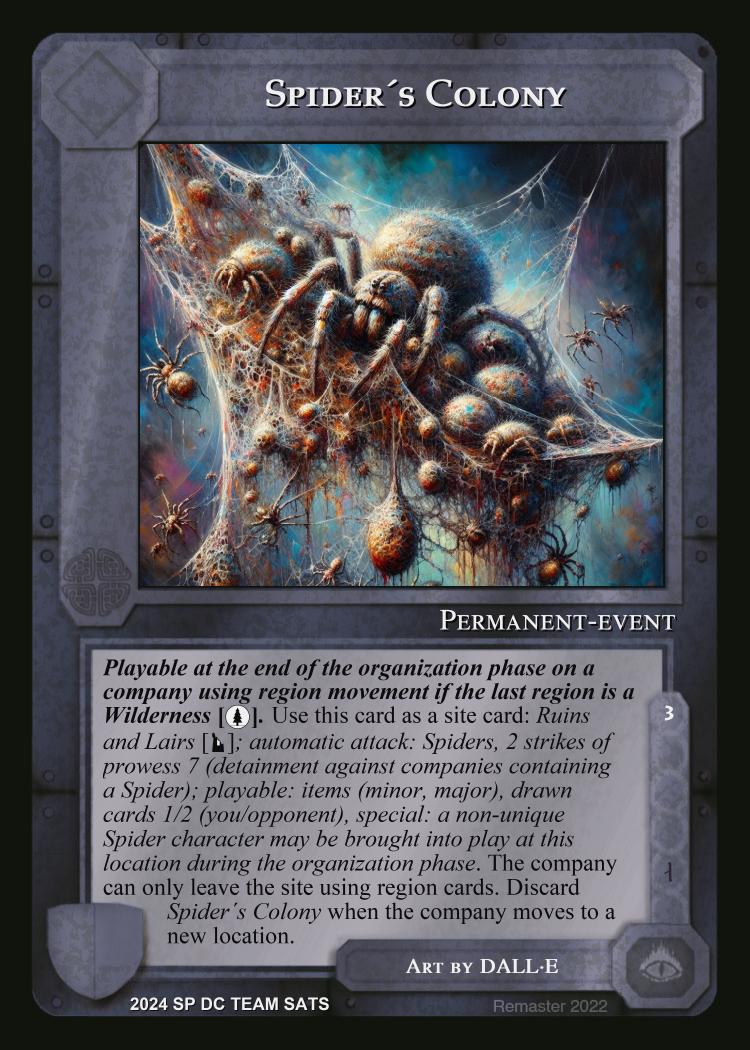 Spider´s Colony
Permanent-event
Playable at the end of the organization phase on a
company using region movement if the last region is a
Wilderness [ ]. Use this card as a site card: Ruins
and Lairs [ ]; automatic attack: Spiders, 2 strikes of
prowess 7 (detainment against companies containing
a Spider); playable: items (minor, major), drawn
cards 1/2 (you/opponent), special: a non-unique
Spider character may be brought into play at this
location during the organization phase. The company
can only leave the site using region cards. Discard
Spider´s Colony when the company moves to a
new location.
3
Art by DALL·E
2024 SP DC TEAM SATS
Remaster 2022